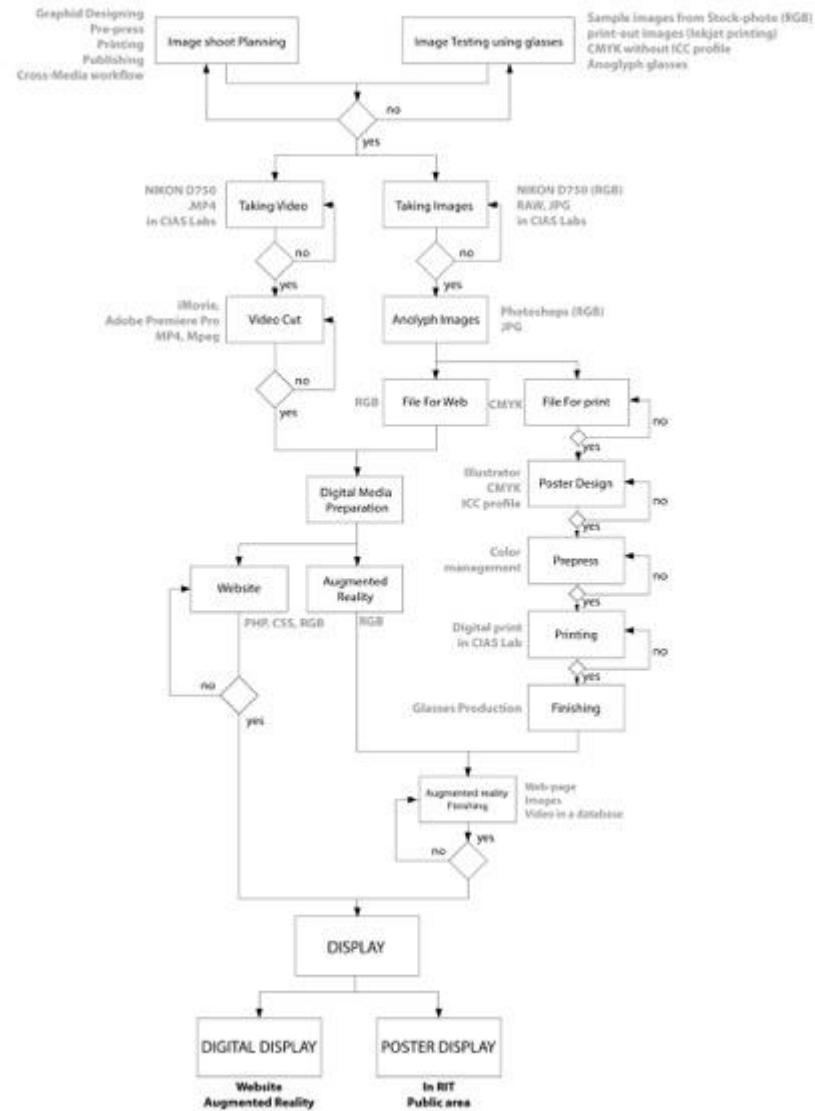 Graphid Designing
Pre-press
Printing
Publishing
Cross-Media workflow
Image shoot Planning
Image Testing using glasses
Sample images from Stock-photo (RGB)
print-out images (Inkjet printing)
CMYK without ICC profile
Anoglyph glasses
no
yes
NIKON D750
.MP4
in CIAS Labs
Taking Video
no
yes
Taking Images
NIKON D750 (RGB)
RAW, JPG
in CIAS Labs
no
yes
iMovie,
Adobe Premiere Pro
MP4, Mpeg
Video Cut
no
yes
Anolyph Images
Photoshops (RGB)
JPG
RGB
File For Web
CMYK
File For print
no
yes
Digital Media
Preparation
Illustrator
CMYK
ICC profile
Poster Design
no
yes
Website
PHP, CSS, RGB
no
yes
Augmented
Reality
RGB
Color
management
Prepress
no
yes
Digital print
in CIAS Lab
Printing
no
yes
Glasses Production
Finishing
Augmented reality
Finishing
Web-page
Images
Video in a database
no
yes
DISPLAY
DIGITAL DISPLAY
Website
Augmented Reality
POSTER DISPLAY
In RIT
Public area